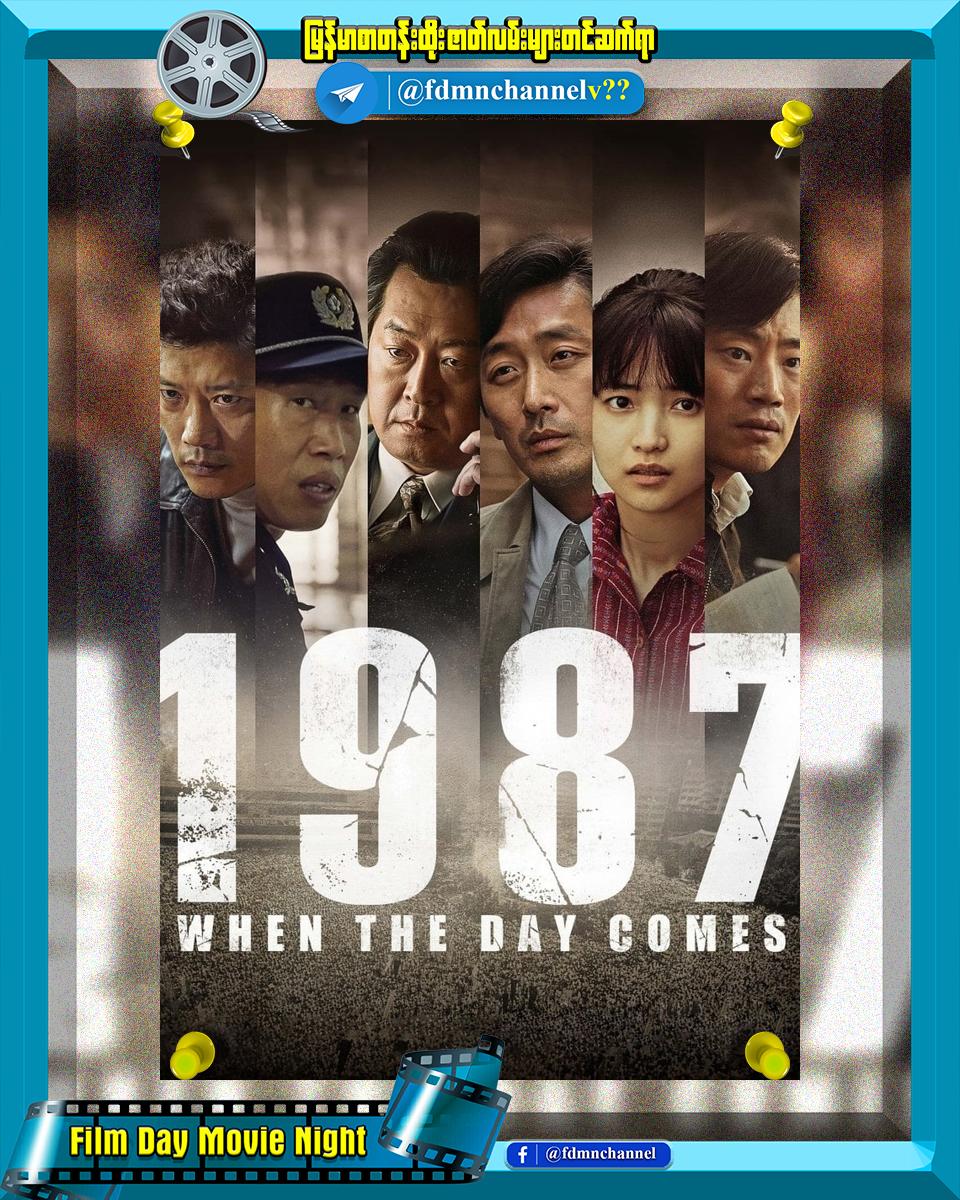 မြန်မာစာတန်းထိုးဇာတ်လမ်းများတင်ဆက်ရာ
@fdmnchannelv??
1987
WHEN THE DAY COMES
Film Day Movie Night
@fdmnchannel